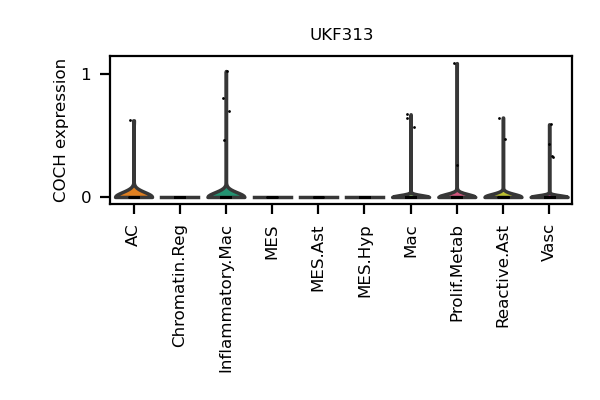 UKF313
COCH expression
1
0
AC
Chromatin.Reg
Inflammatory.Mac
MES
MES.Ast
MES.Hyp
Mac
Prolif.Metab
Reactive.Ast
Vasc